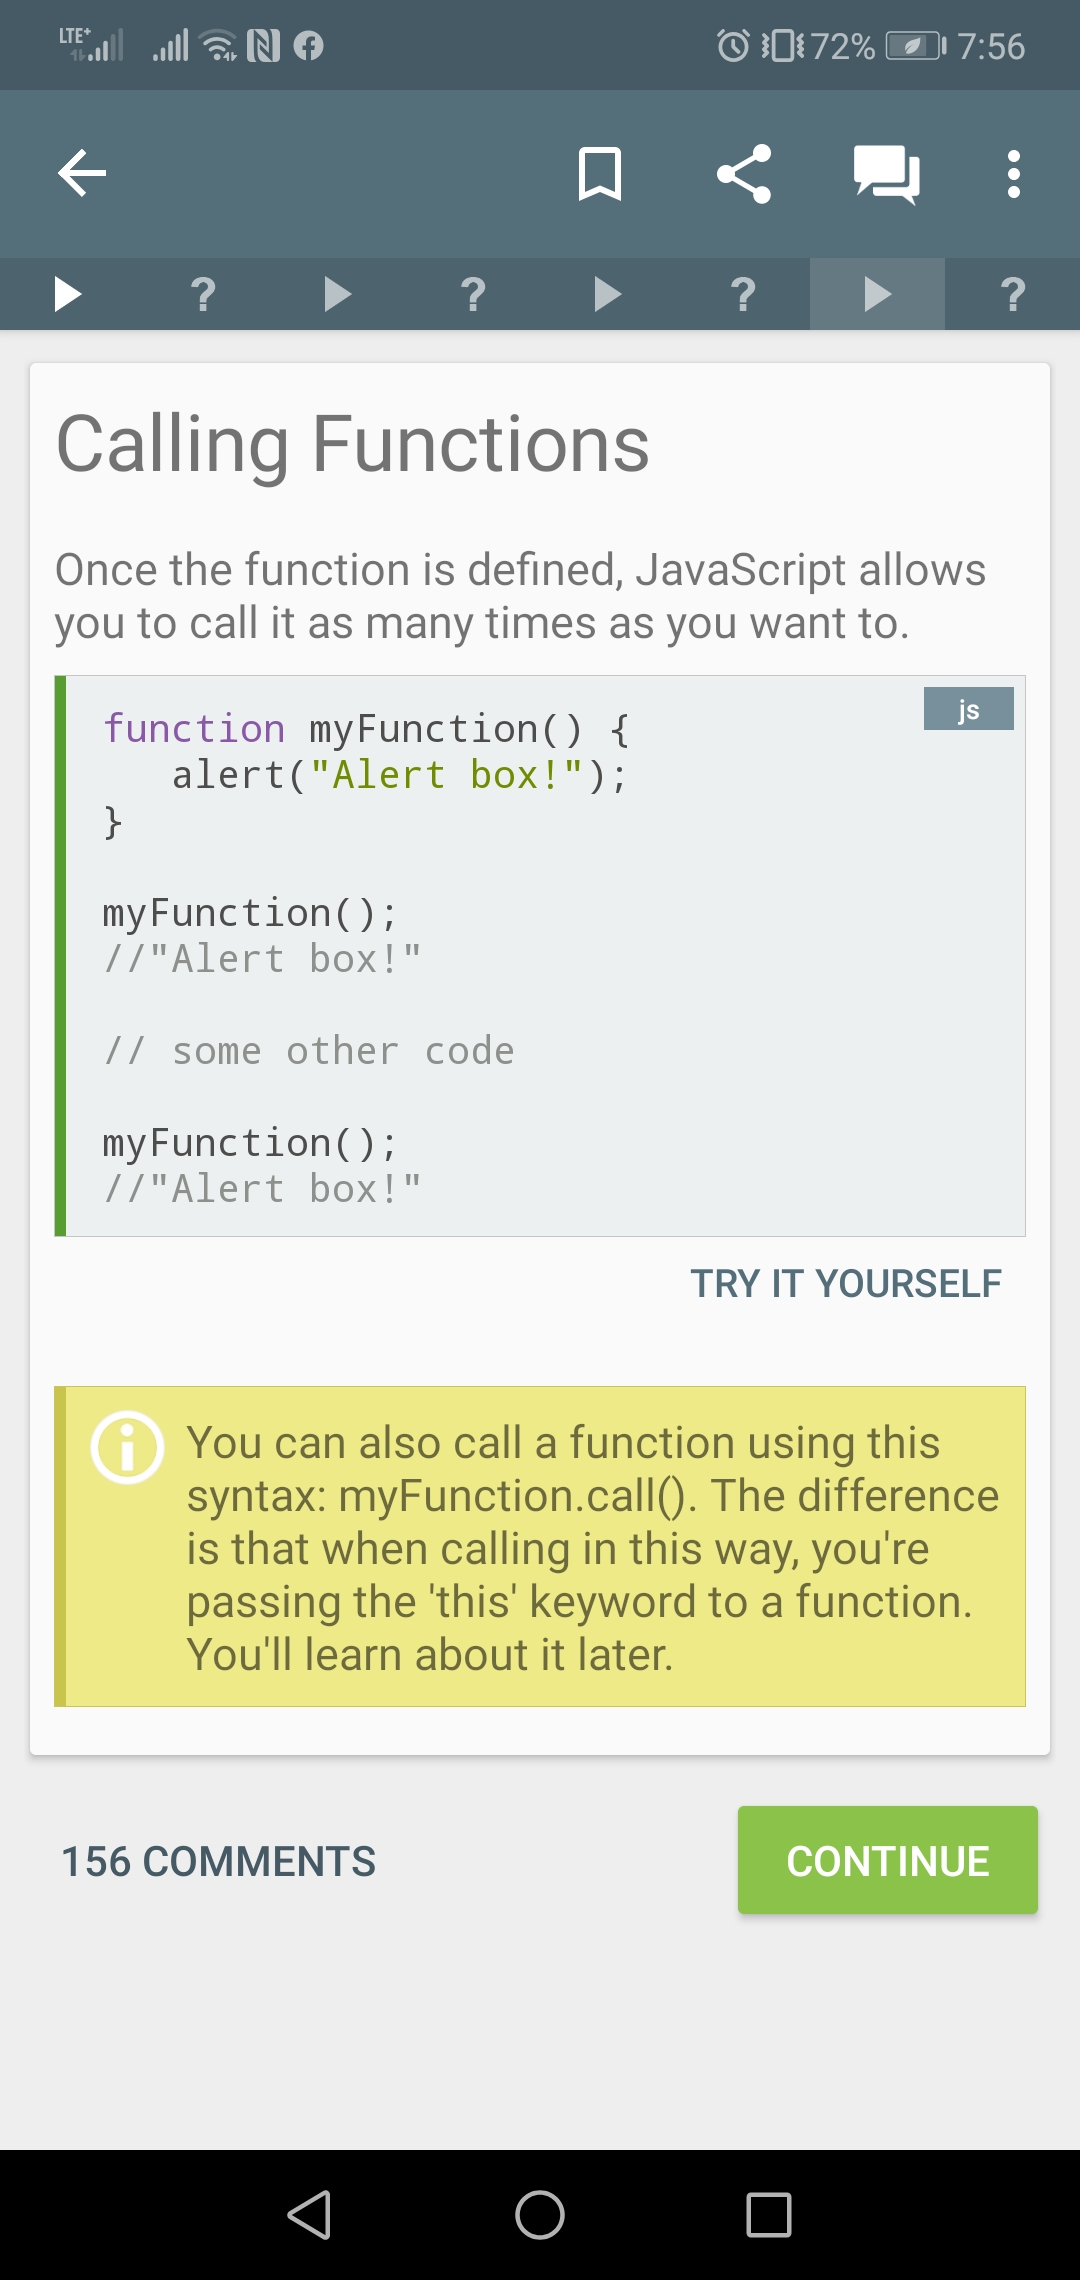 LTE+ 72% 7:56
? ? ? ?
Calling Functions
Once the function is defined, JavaScript allows
you to call it as many times as you want to.
js
function myFunction() {
   alert("Alert box!");
}
myFunction();
//"Alert box!"
// some other code
myFunction();
//"Alert box!"
TRY IT YOURSELF
You can also call a function using this
syntax: myFunction.call(). The difference
is that when calling in this way, you're
passing the 'this' keyword to a function.
You'll learn about it later.
156 COMMENTS
CONTINUE